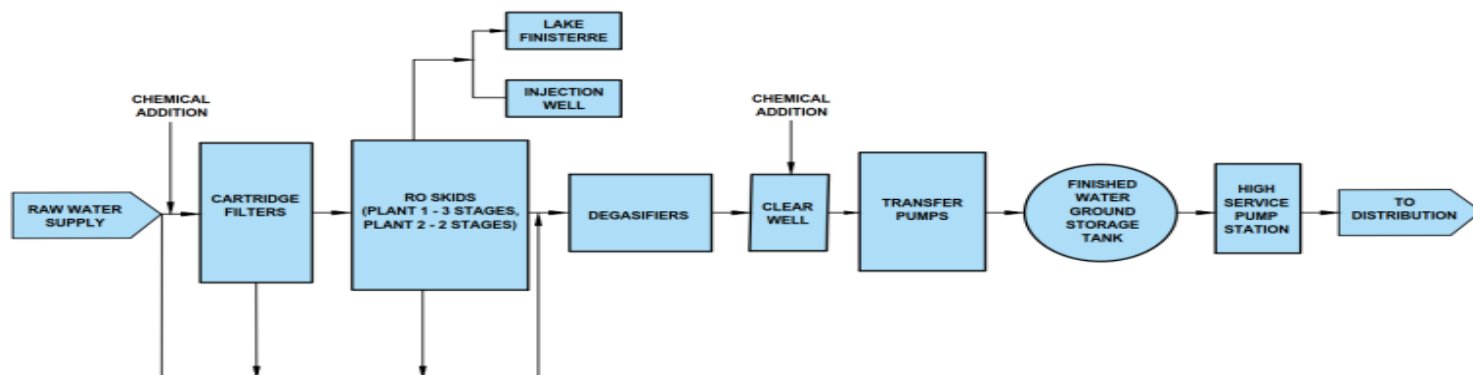 LAKE
FINISTERRE
INJECTION
WELL
CHEMICAL
ADDITION
CHEMICAL
ADDITION
RAW WATER
SUPPLY
CARTRIDGE
FILTERS
RO SKIDS
(PLANT 1 - 3 STAGES,
PLANT 2 - 2 STAGES)
DEGASIFIERS
CLEAR
WELL
TRANSFER
PUMPS
FINISHED
WATER
GROUND
STORAGE
TANK
HIGH
SERVICE
PUMP
STATION
TO
DISTRIBUTION